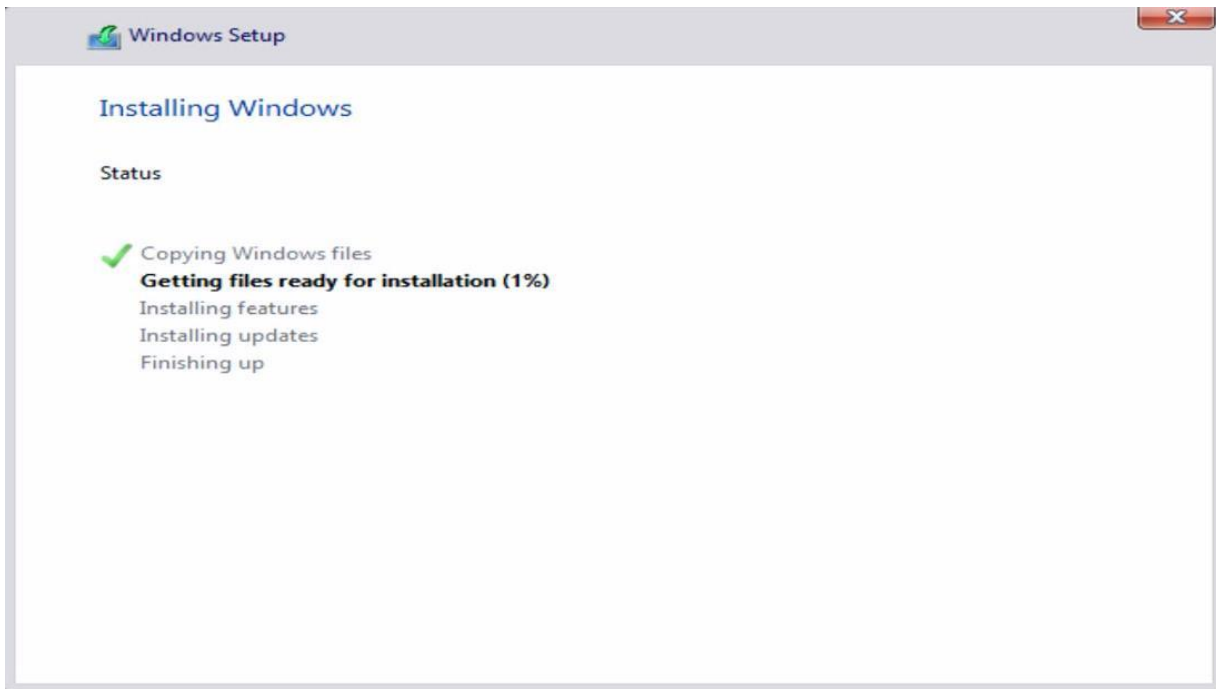 Windows Setup
Installing Windows
Status
Copying Windows files
Getting files ready for installation (1%)
Installing features
Installing updates
Finishing up